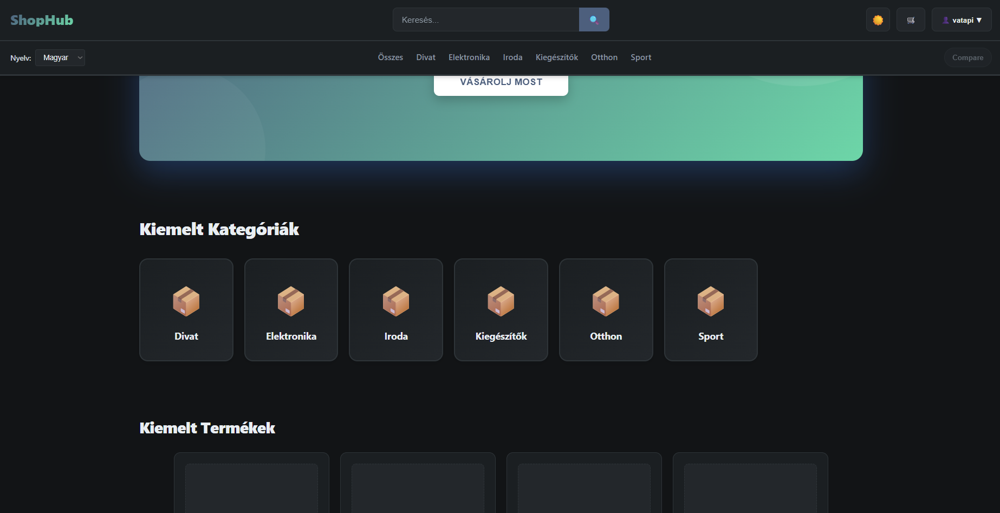 ShopHub
Keresés...
vatapi ▼
Nyelv: Magyar
Összes Divat Elektronika Iroda Kiegészítők Otthon Sport
Compare
VÁSÁROLJ MOST
Kiemelt Kategóriák
Divat
Elektronika
Iroda
Kiegészítők
Otthon
Sport
Kiemelt Termékek